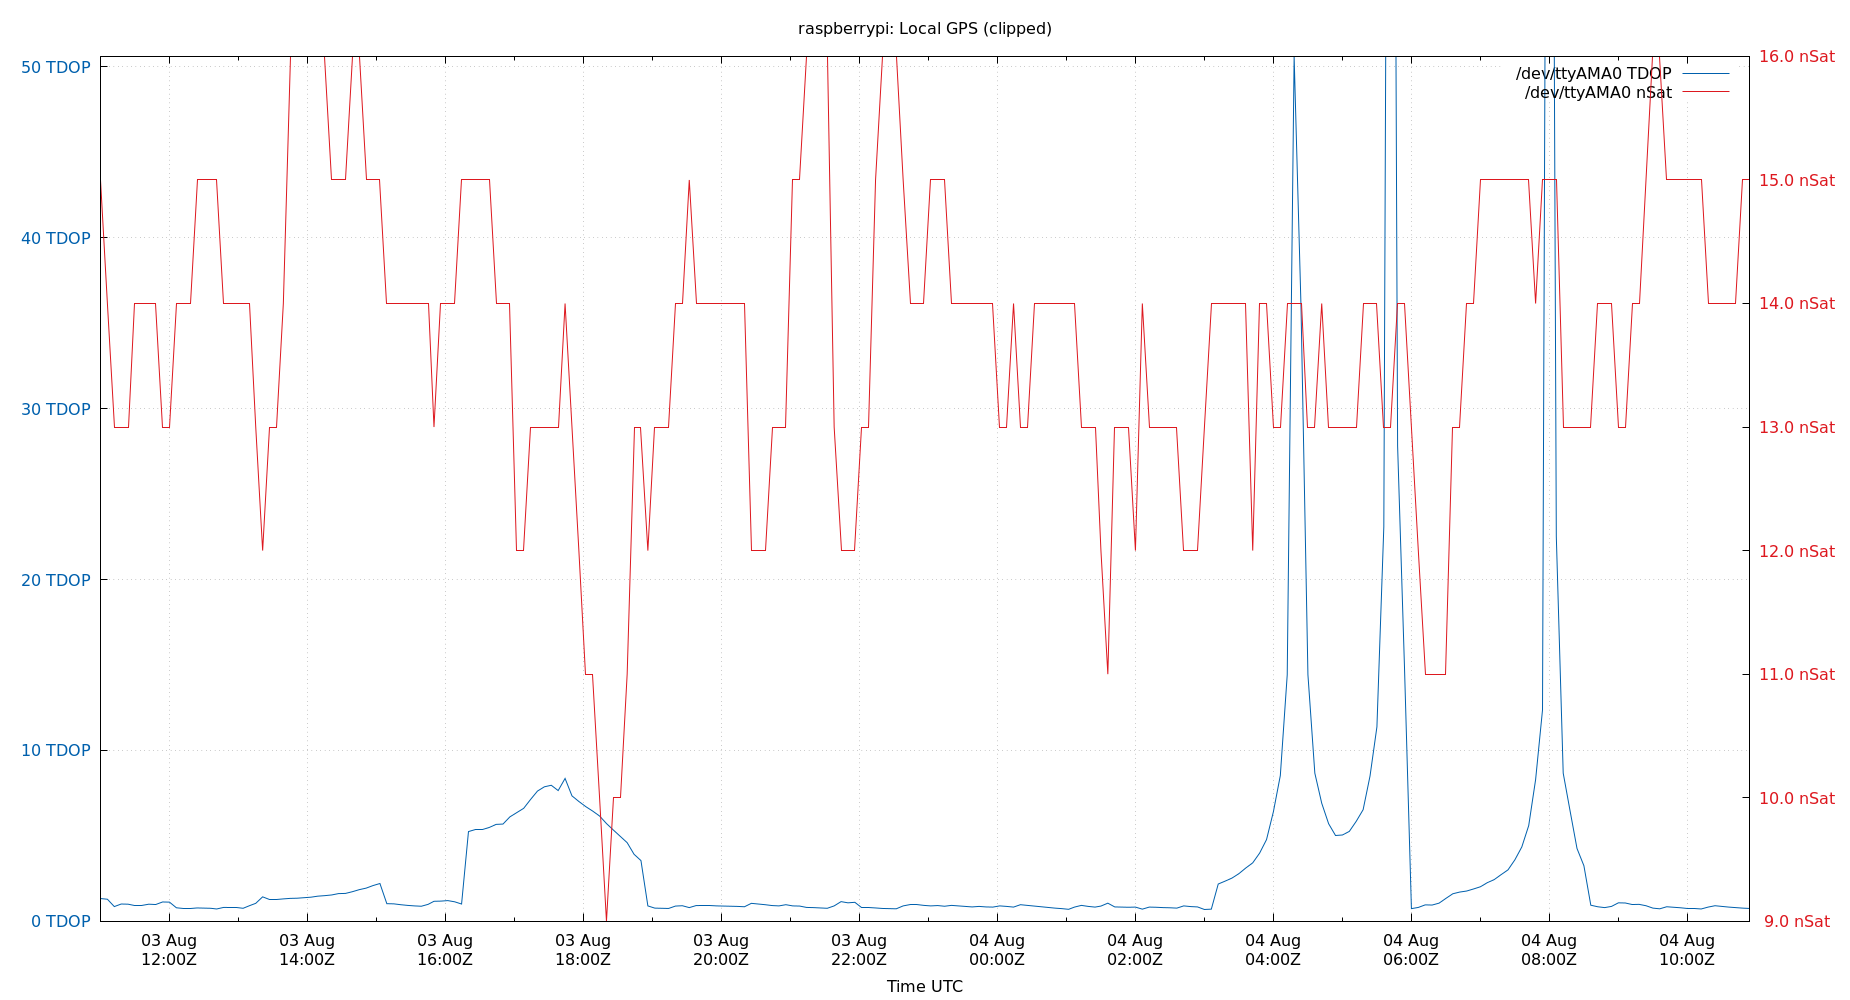 raspberrypi: Local GPS (clipped)
50 TDOP
40 TDOP
30 TDOP
20 TDOP
10 TDOP
0 TDOP
/dev/ttyAMA0 TDOP
/dev/ttyAMA0 nSat
16.0 nSat
15.0 nSat
14.0 nSat
13.0 nSat
12.0 nSat
11.0 nSat
10.0 nSat
9.0 nSat
03 Aug 03 Aug 03 Aug 03 Aug 03 Aug 03 Aug 04 Aug 04 Aug 04 Aug 04 Aug 04 Aug 04 Aug
12:00Z 14:00Z 16:00Z 18:00Z 20:00Z 22:00Z 00:00Z 02:00Z 04:00Z 06:00Z 08:00Z 10:00Z
Time UTC